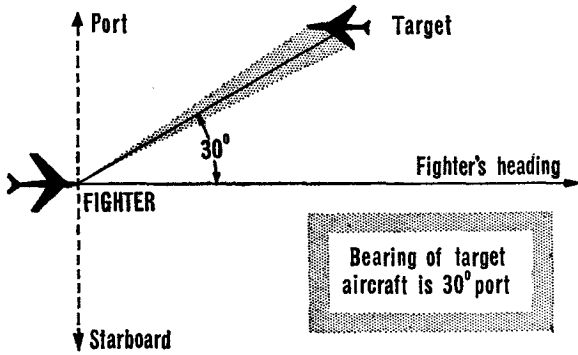 Port
Target
30°
Fighter's heading
FIGHTER
Bearing of target
aircraft is 30° port
Starboard